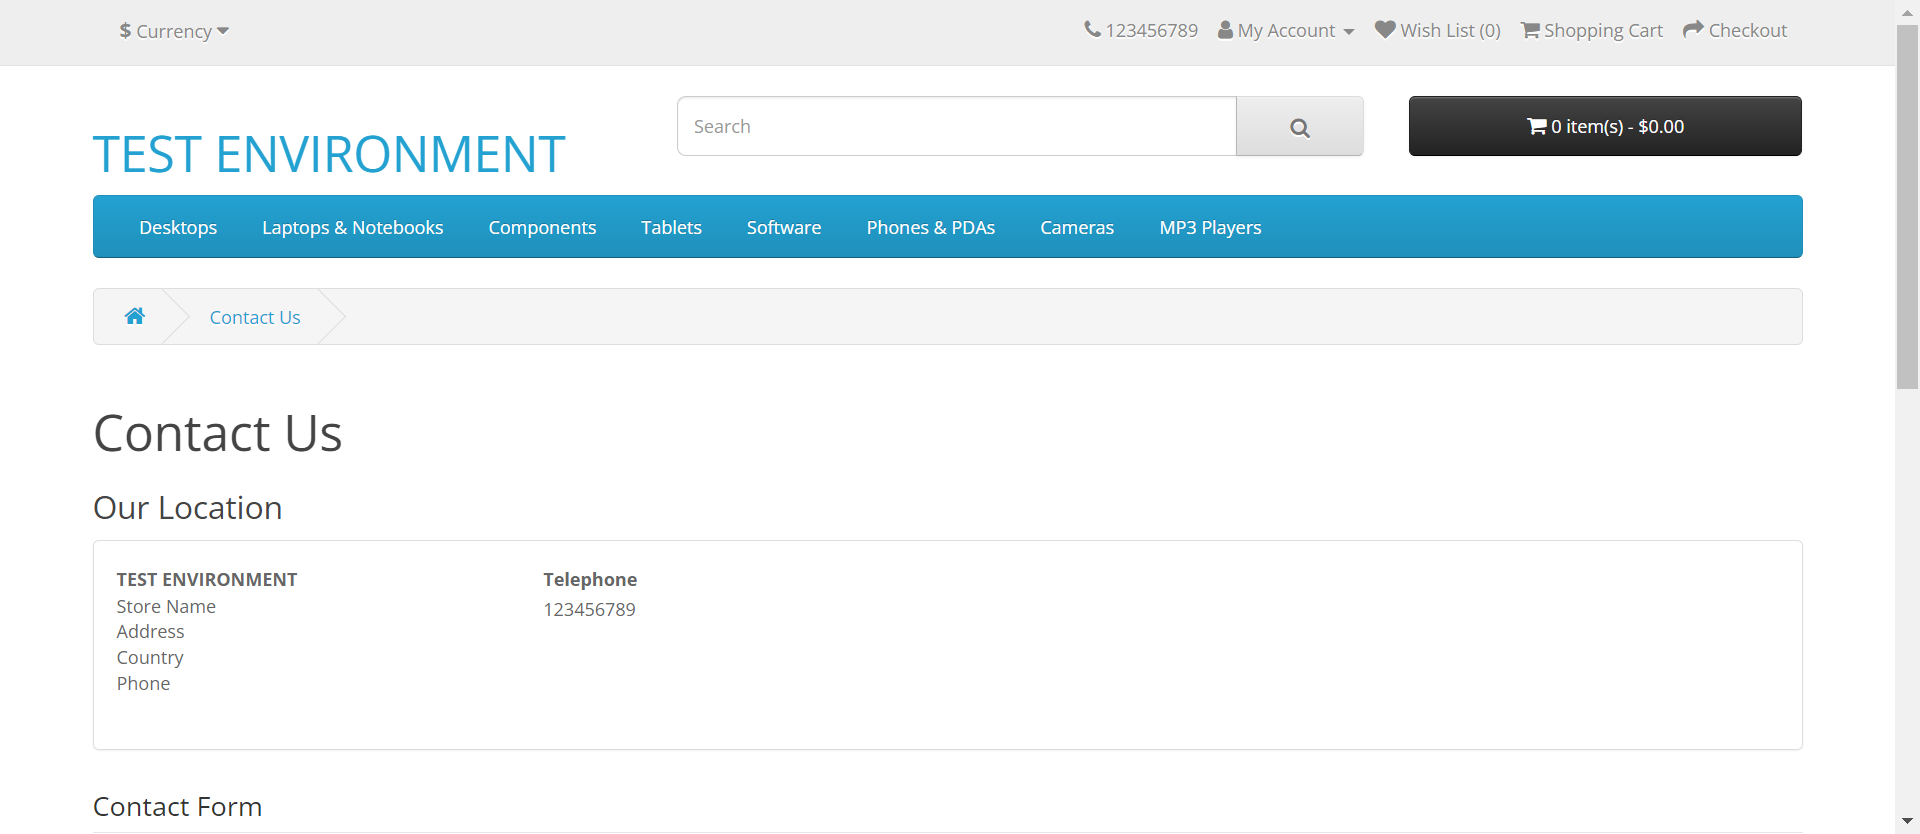 $ Currency
123456789 My Account Wish List (0) Shopping Cart Checkout
TEST ENVIRONMENT
Search
0 item(s) - $0.00
Desktops Laptops & Notebooks Components Tablets Software Phones & PDAs Cameras MP3 Players
Contact Us
Contact Us
Our Location
TEST ENVIRONMENT
Store Name
Address
Country
Phone
Telephone
123456789
Contact Form